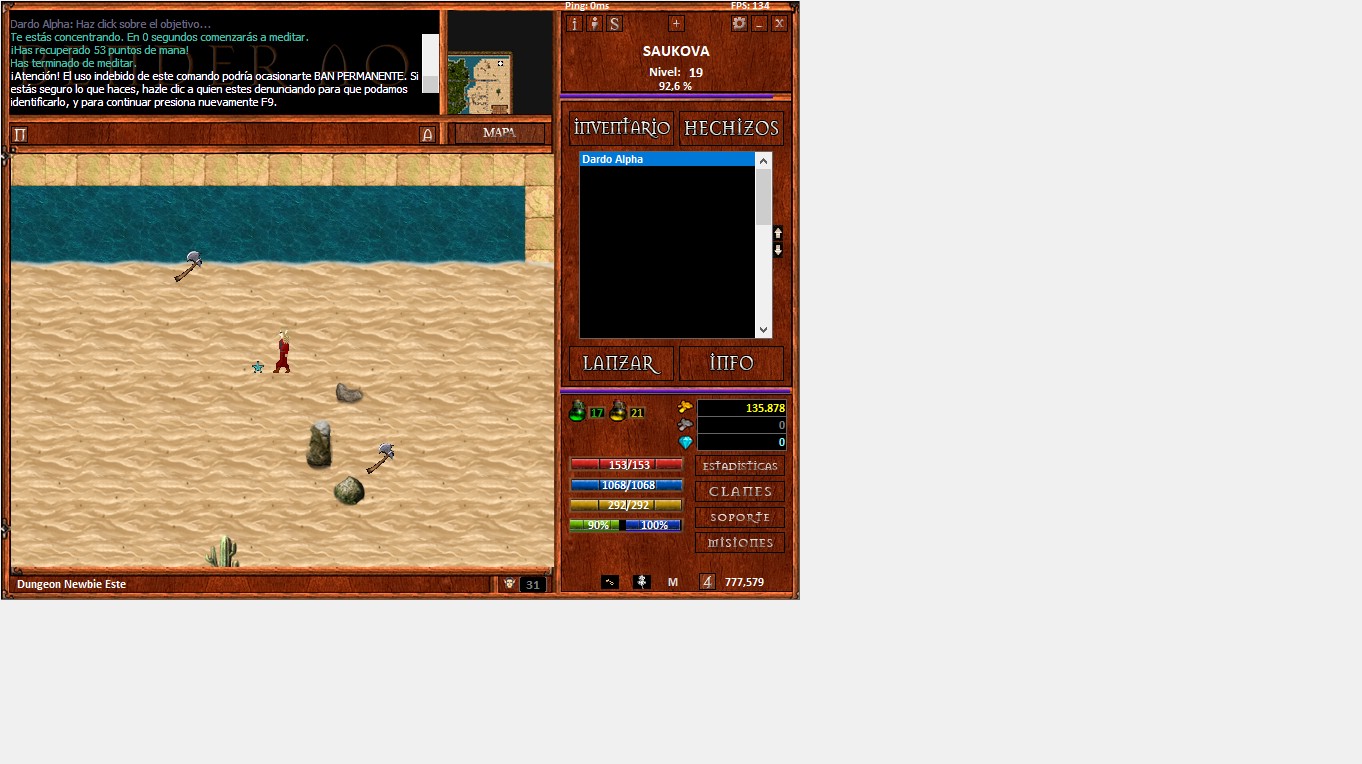 Ping: 0ms
FPS: 134
Dardo Alpha: Haz click sobre el objetivo...
Te estás concentrando. En 0 segundos comenzarás a meditar.
¡Has recuperado 53 puntos de mana!
Has terminado de meditar.
¡Atención! El uso indebido de este comando podría ocasionarte BAN PERMANENTE. Si
estás seguro lo que haces, hazle clic a quien estes denunciando para que podamos
identificarlo, y para continuar presiona nuevamente F9.
A
MAPA
i
S
+
_
X
SAUKOVA
Nivel: 19
92,6 %
INVENTARIO
HECHIZOS
Dardo Alpha
LANZAR
INFO
17
21
135.878
0
0
153/153
1068/1068
292/292
90%
100%
ESTADISTICAS
CLANES
SOPORTE
MISIONES
Dungeon Newbie Este
31
M
4
777,579